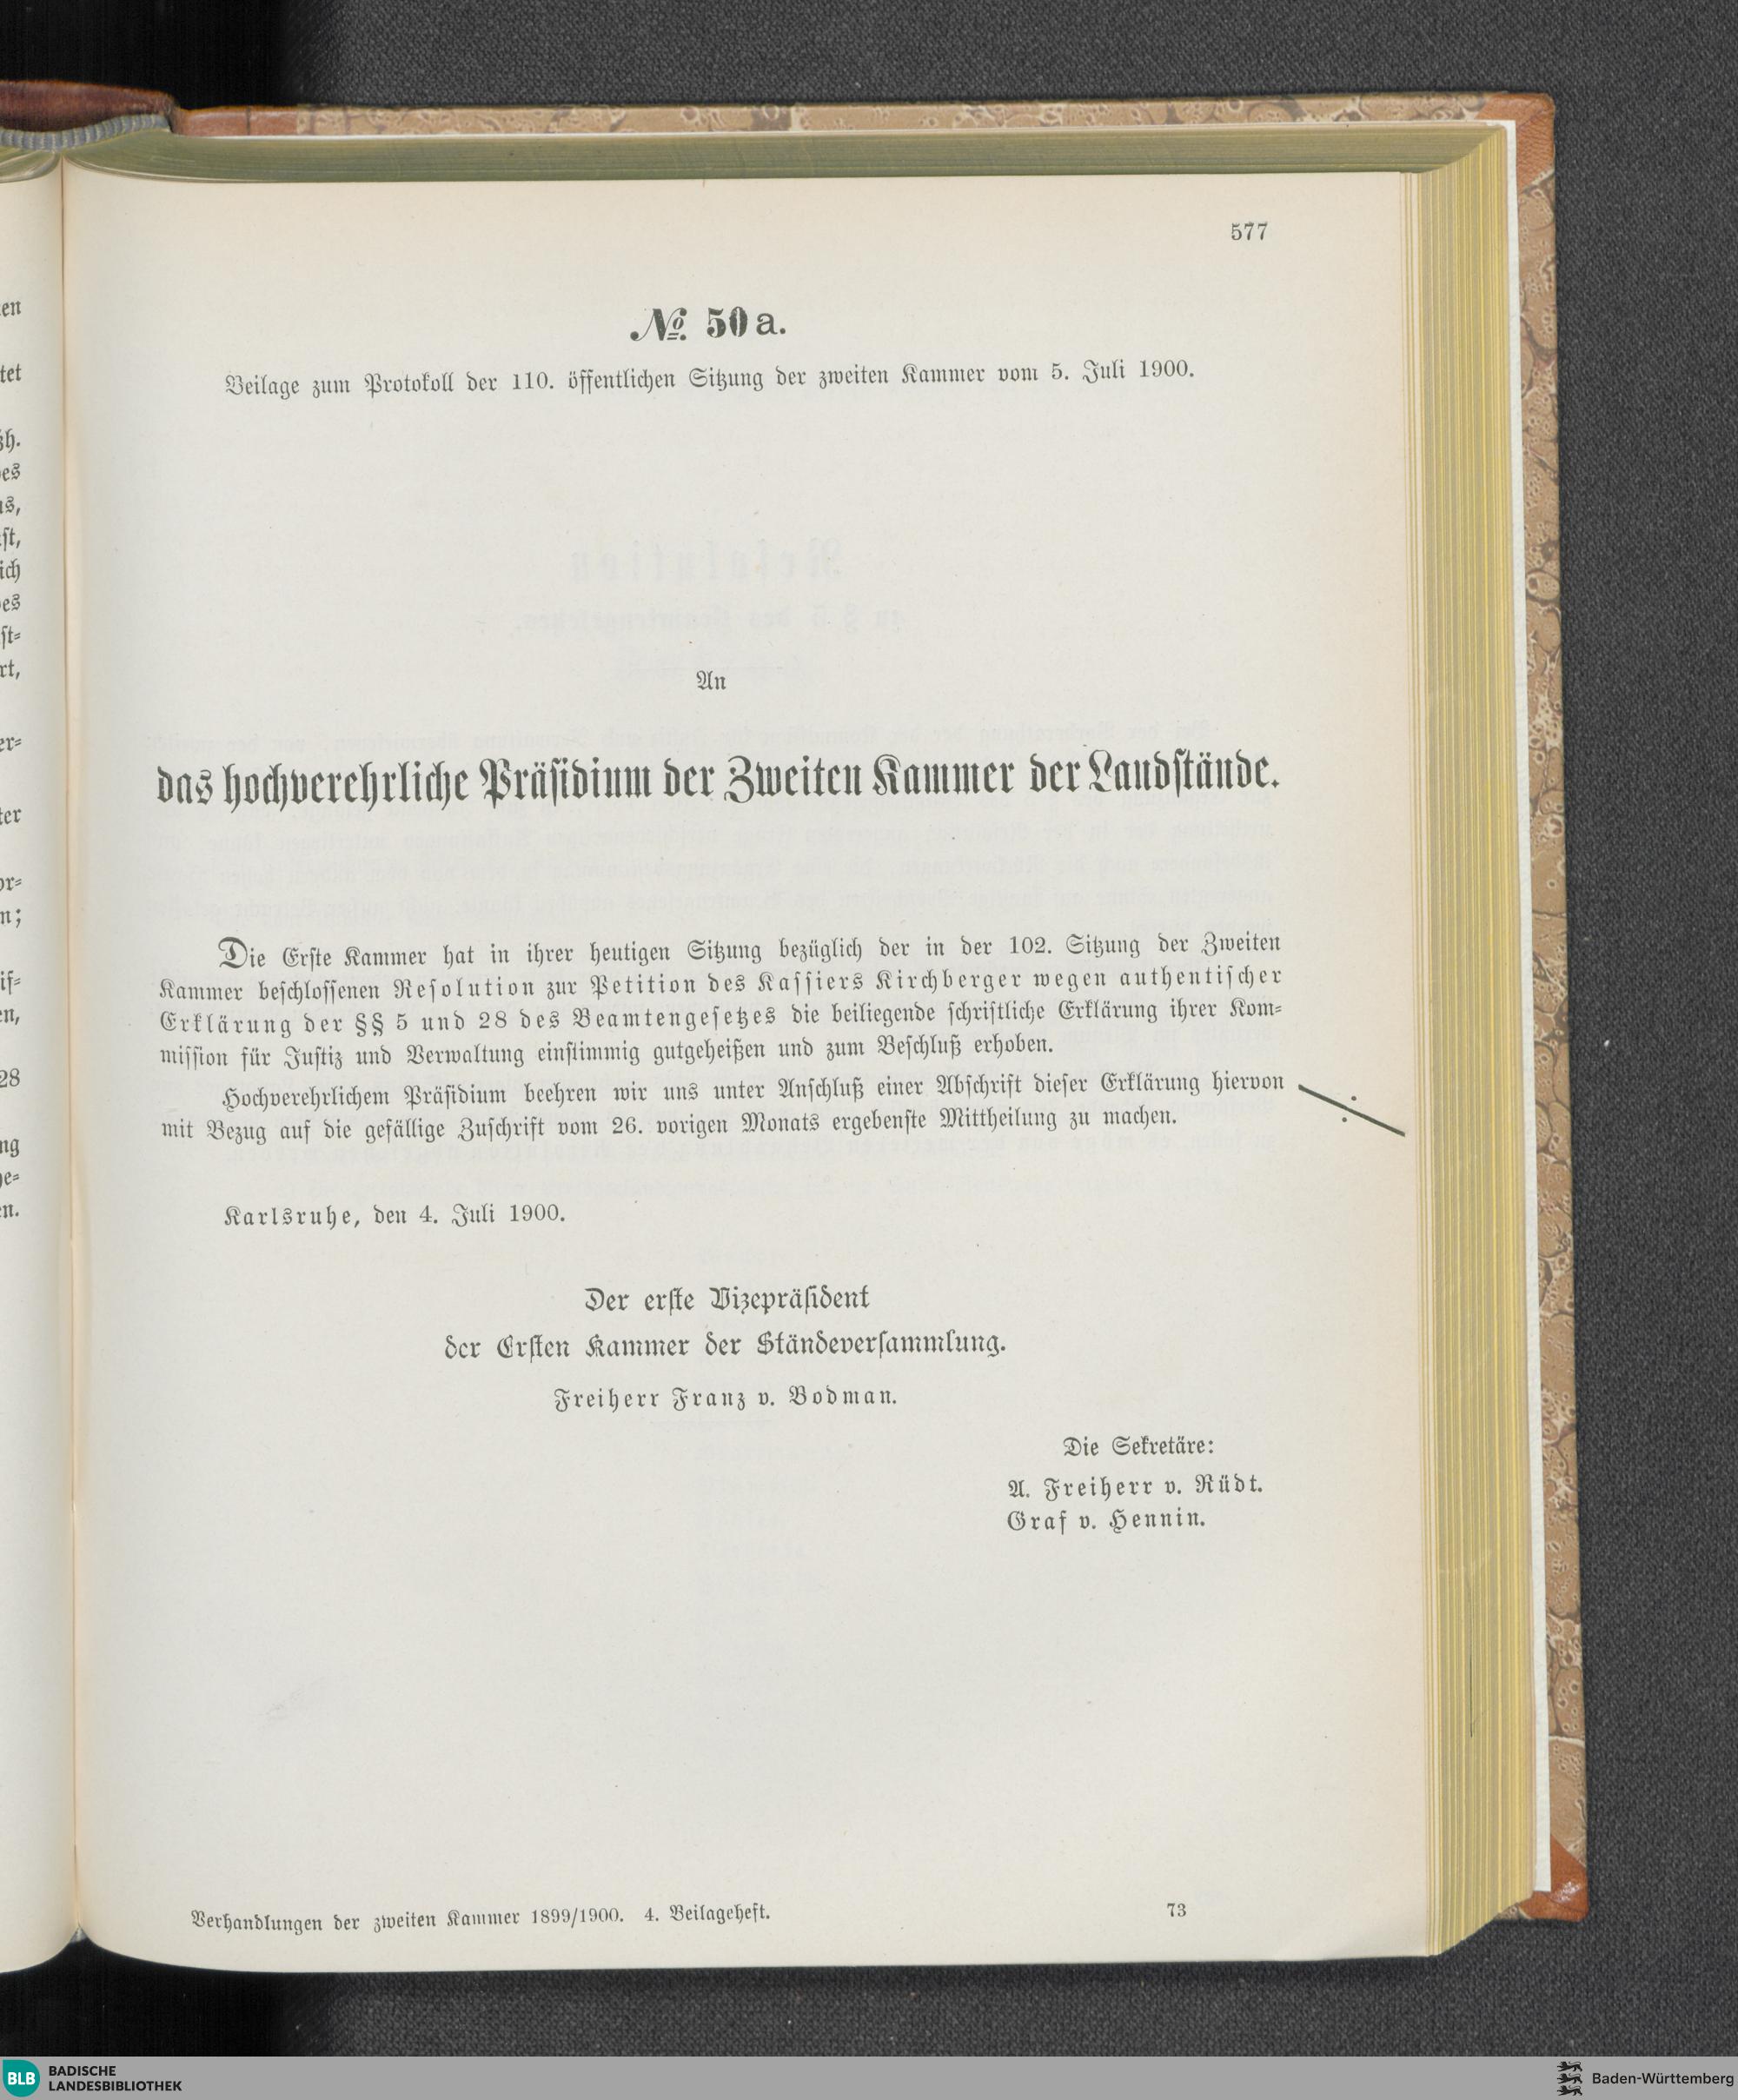 577
№ 50a.
Beilage zum Protokoll der 110. öffentlichen Sitzung der zweiten Kammer vom 5. Juli 1900.
An
das hochverehrliche Präsidium der Zweiten Kammer der Landstände.
Die Erste Kammer hat in ihrer heutigen Sitzung bezüglich der in der 102. Sitzung der Zweiten
Kammer beschlossenen Resolution zur Petition des Kassiers Kirchberger wegen authentischer
Erklärung der §§ 5 und 28 des Beamtengesetzes die beiliegende schriftliche Erklärung ihrer Kom-
mission für Justiz und Verwaltung einstimmig gutgeheißen und zum Beschluß erhoben.
Hochverehrlichem Präsidium beehren wir uns unter Anschluß einer Abschrift dieser Erklärung hiervon
mit Bezug auf die gefällige Zuschrift vom 26. vorigen Monats ergebenste Mittheilung zu machen.
Karlsruhe, den 4. Juli 1900.
Der erste Vizepräsident
der Ersten Kammer der Ständeversammlung.
Freiherr Franz v. Bodman.
Die Sekretäre:
A. Freiherr v. Rüdt.
Graf v. Hennin.
Verhandlungen der zweiten Kammer 1899/1900. 4. Beilageheft. 73
BLB BADISCHE
LANDESBIBLIOTHEK
Baden-Württemberg